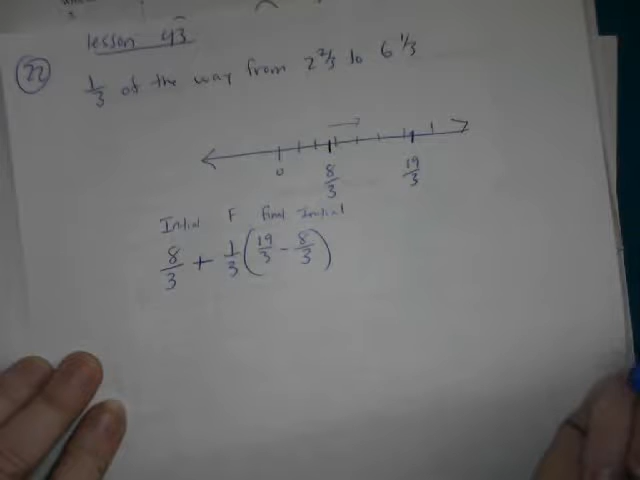 lesson 43
22
1/3 of the way from 2 2/3 to 6 1/3
0 8/3 19/3
Initial F final Initial
8/3 + 1/3 (19/3 - 8/3)